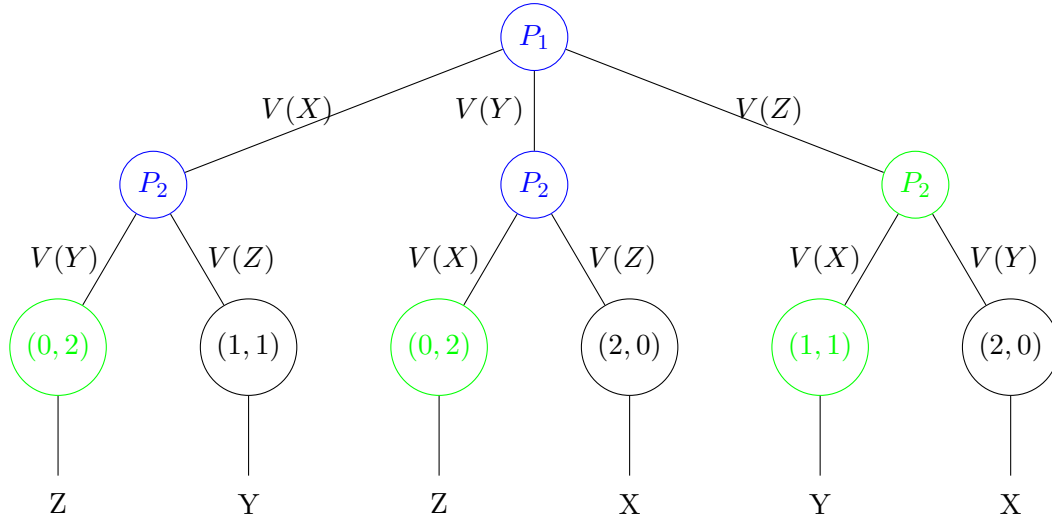 P₁
V(X) V(Y) V(Z)
P₂ P₂ P₂
V(Y) V(Z) V(X) V(Z) V(X) V(Y)
(0, 2) (1, 1) (0, 2) (2, 0) (1, 1) (2, 0)
Z Y Z X Y X